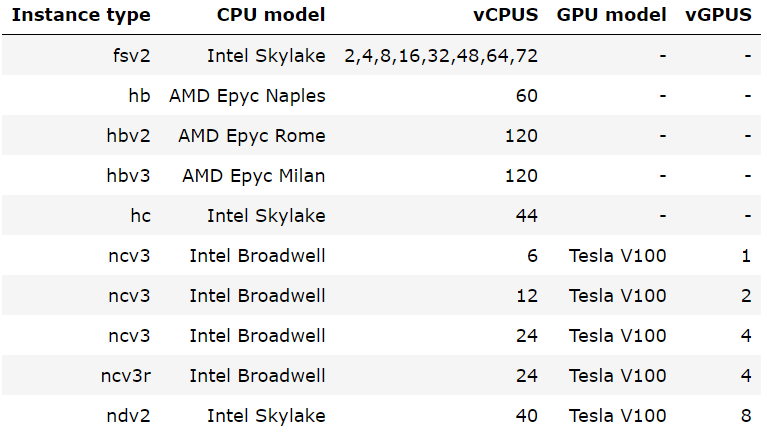 Instance type CPU model vCPUS GPU model vGPUS
fsv2 Intel Skylake 2,4,8,16,32,48,64,72 - -
hb AMD Epyc Naples 60 - -
hbv2 AMD Epyc Rome 120 - -
hbv3 AMD Epyc Milan 120 - -
hc Intel Skylake 44 - -
ncv3 Intel Broadwell 6 Tesla V100 1
ncv3 Intel Broadwell 12 Tesla V100 2
ncv3 Intel Broadwell 24 Tesla V100 4
ncv3r Intel Broadwell 24 Tesla V100 4
ndv2 Intel Skylake 40 Tesla V100 8